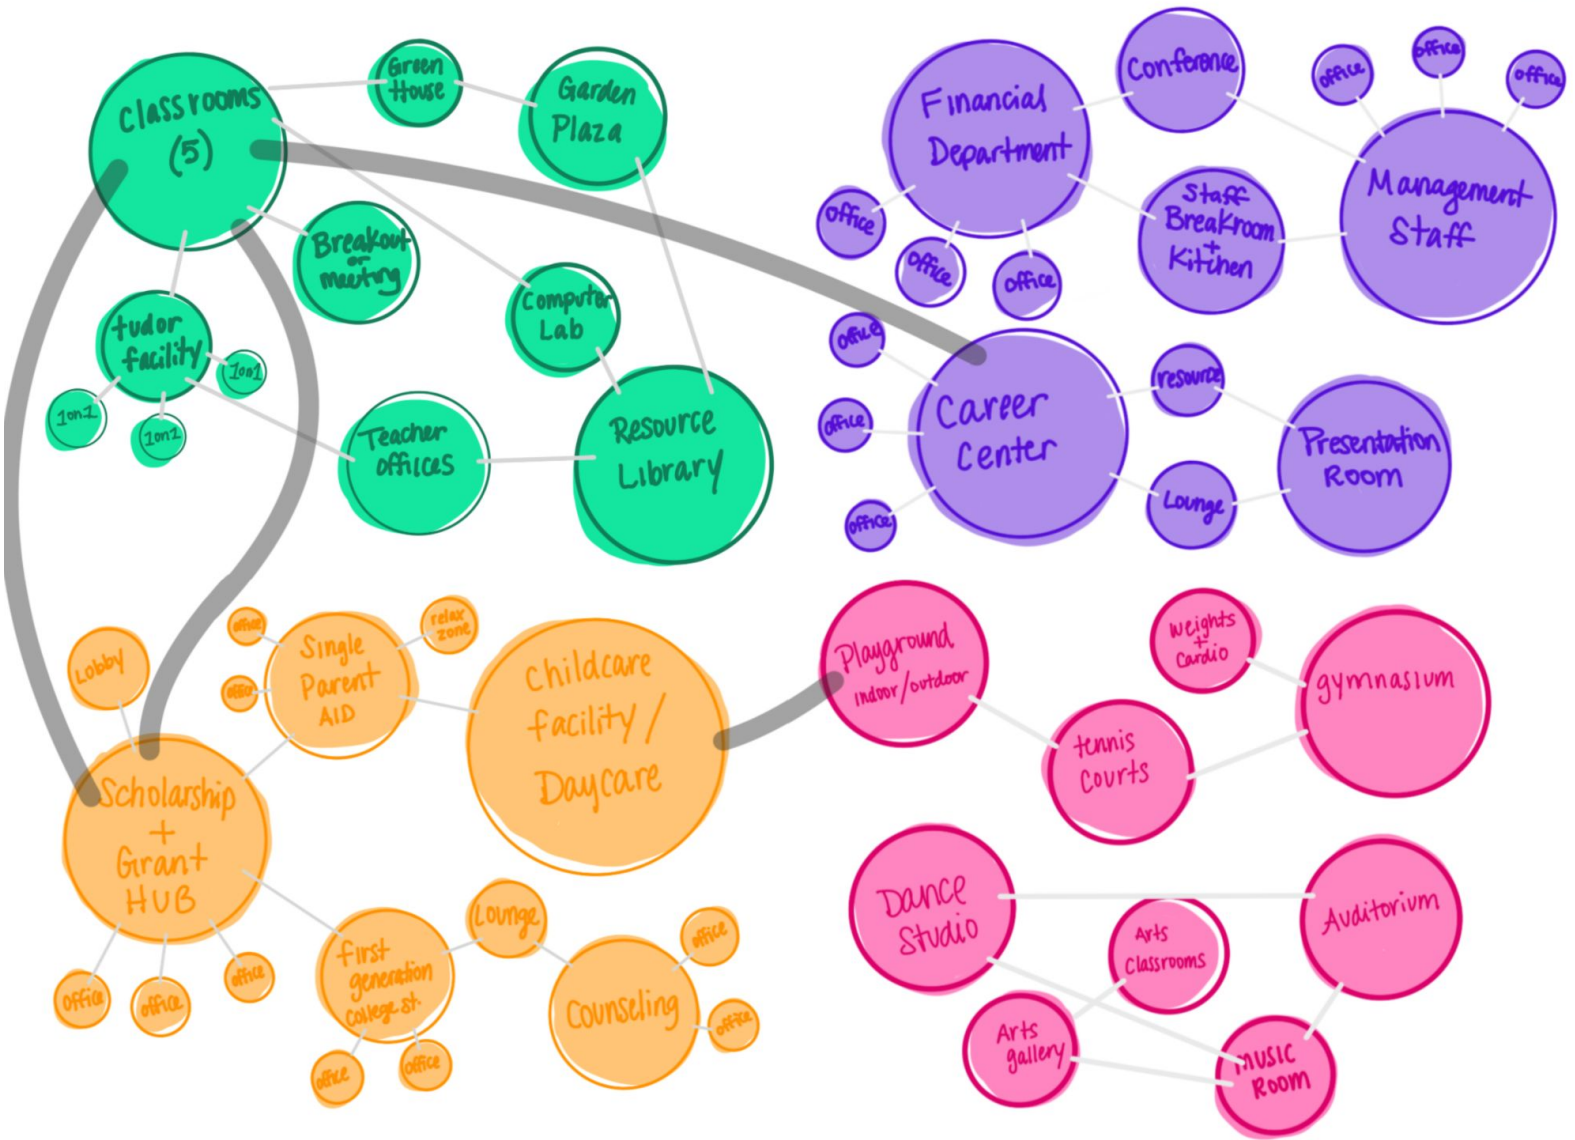 Classrooms
(5)
Green
House
Garden
Plaza
Breakout
or
meeting
Computer
Lab
tudor
facility
1on1
1on1
1on1
Teacher
offices
Resource
Library
Financial
Department
Conference
office
office
office
Management
Staff
Staff
Breakroom
+
Kitchen
office
office
office
office
office
office
Career
Center
resource
Lounge
Presentation
Room
Lobby
office
office
Single
Parent
AID
relax
zone
Childcare
facility/
Daycare
Scholarship
+
Grant
HUB
office
office
office
first
generation
College st.
office
office
Lounge
Counseling
office
office
Playground
indoor/outdoor
tennis
Courts
Weights
+
Cardio
gymnasium
Dance
Studio
Arts
Classrooms
Auditorium
Arts
gallery
Music
Room